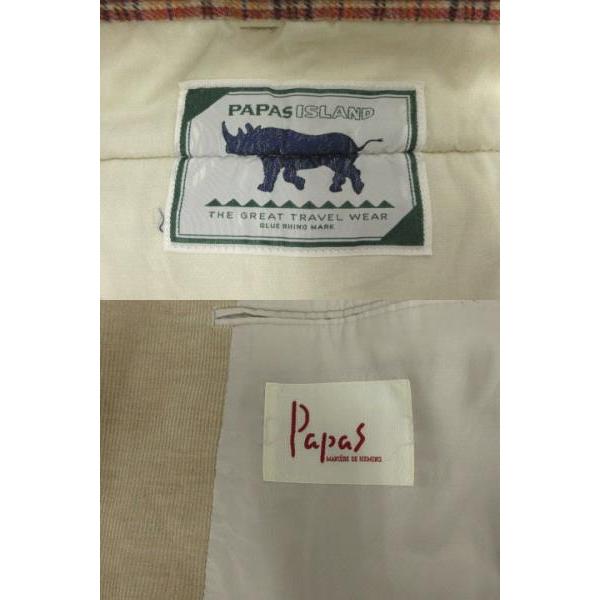 PAPAS ISLAND
THE GREAT TRAVEL WEAR
BLUE RHINO MARK
Papas